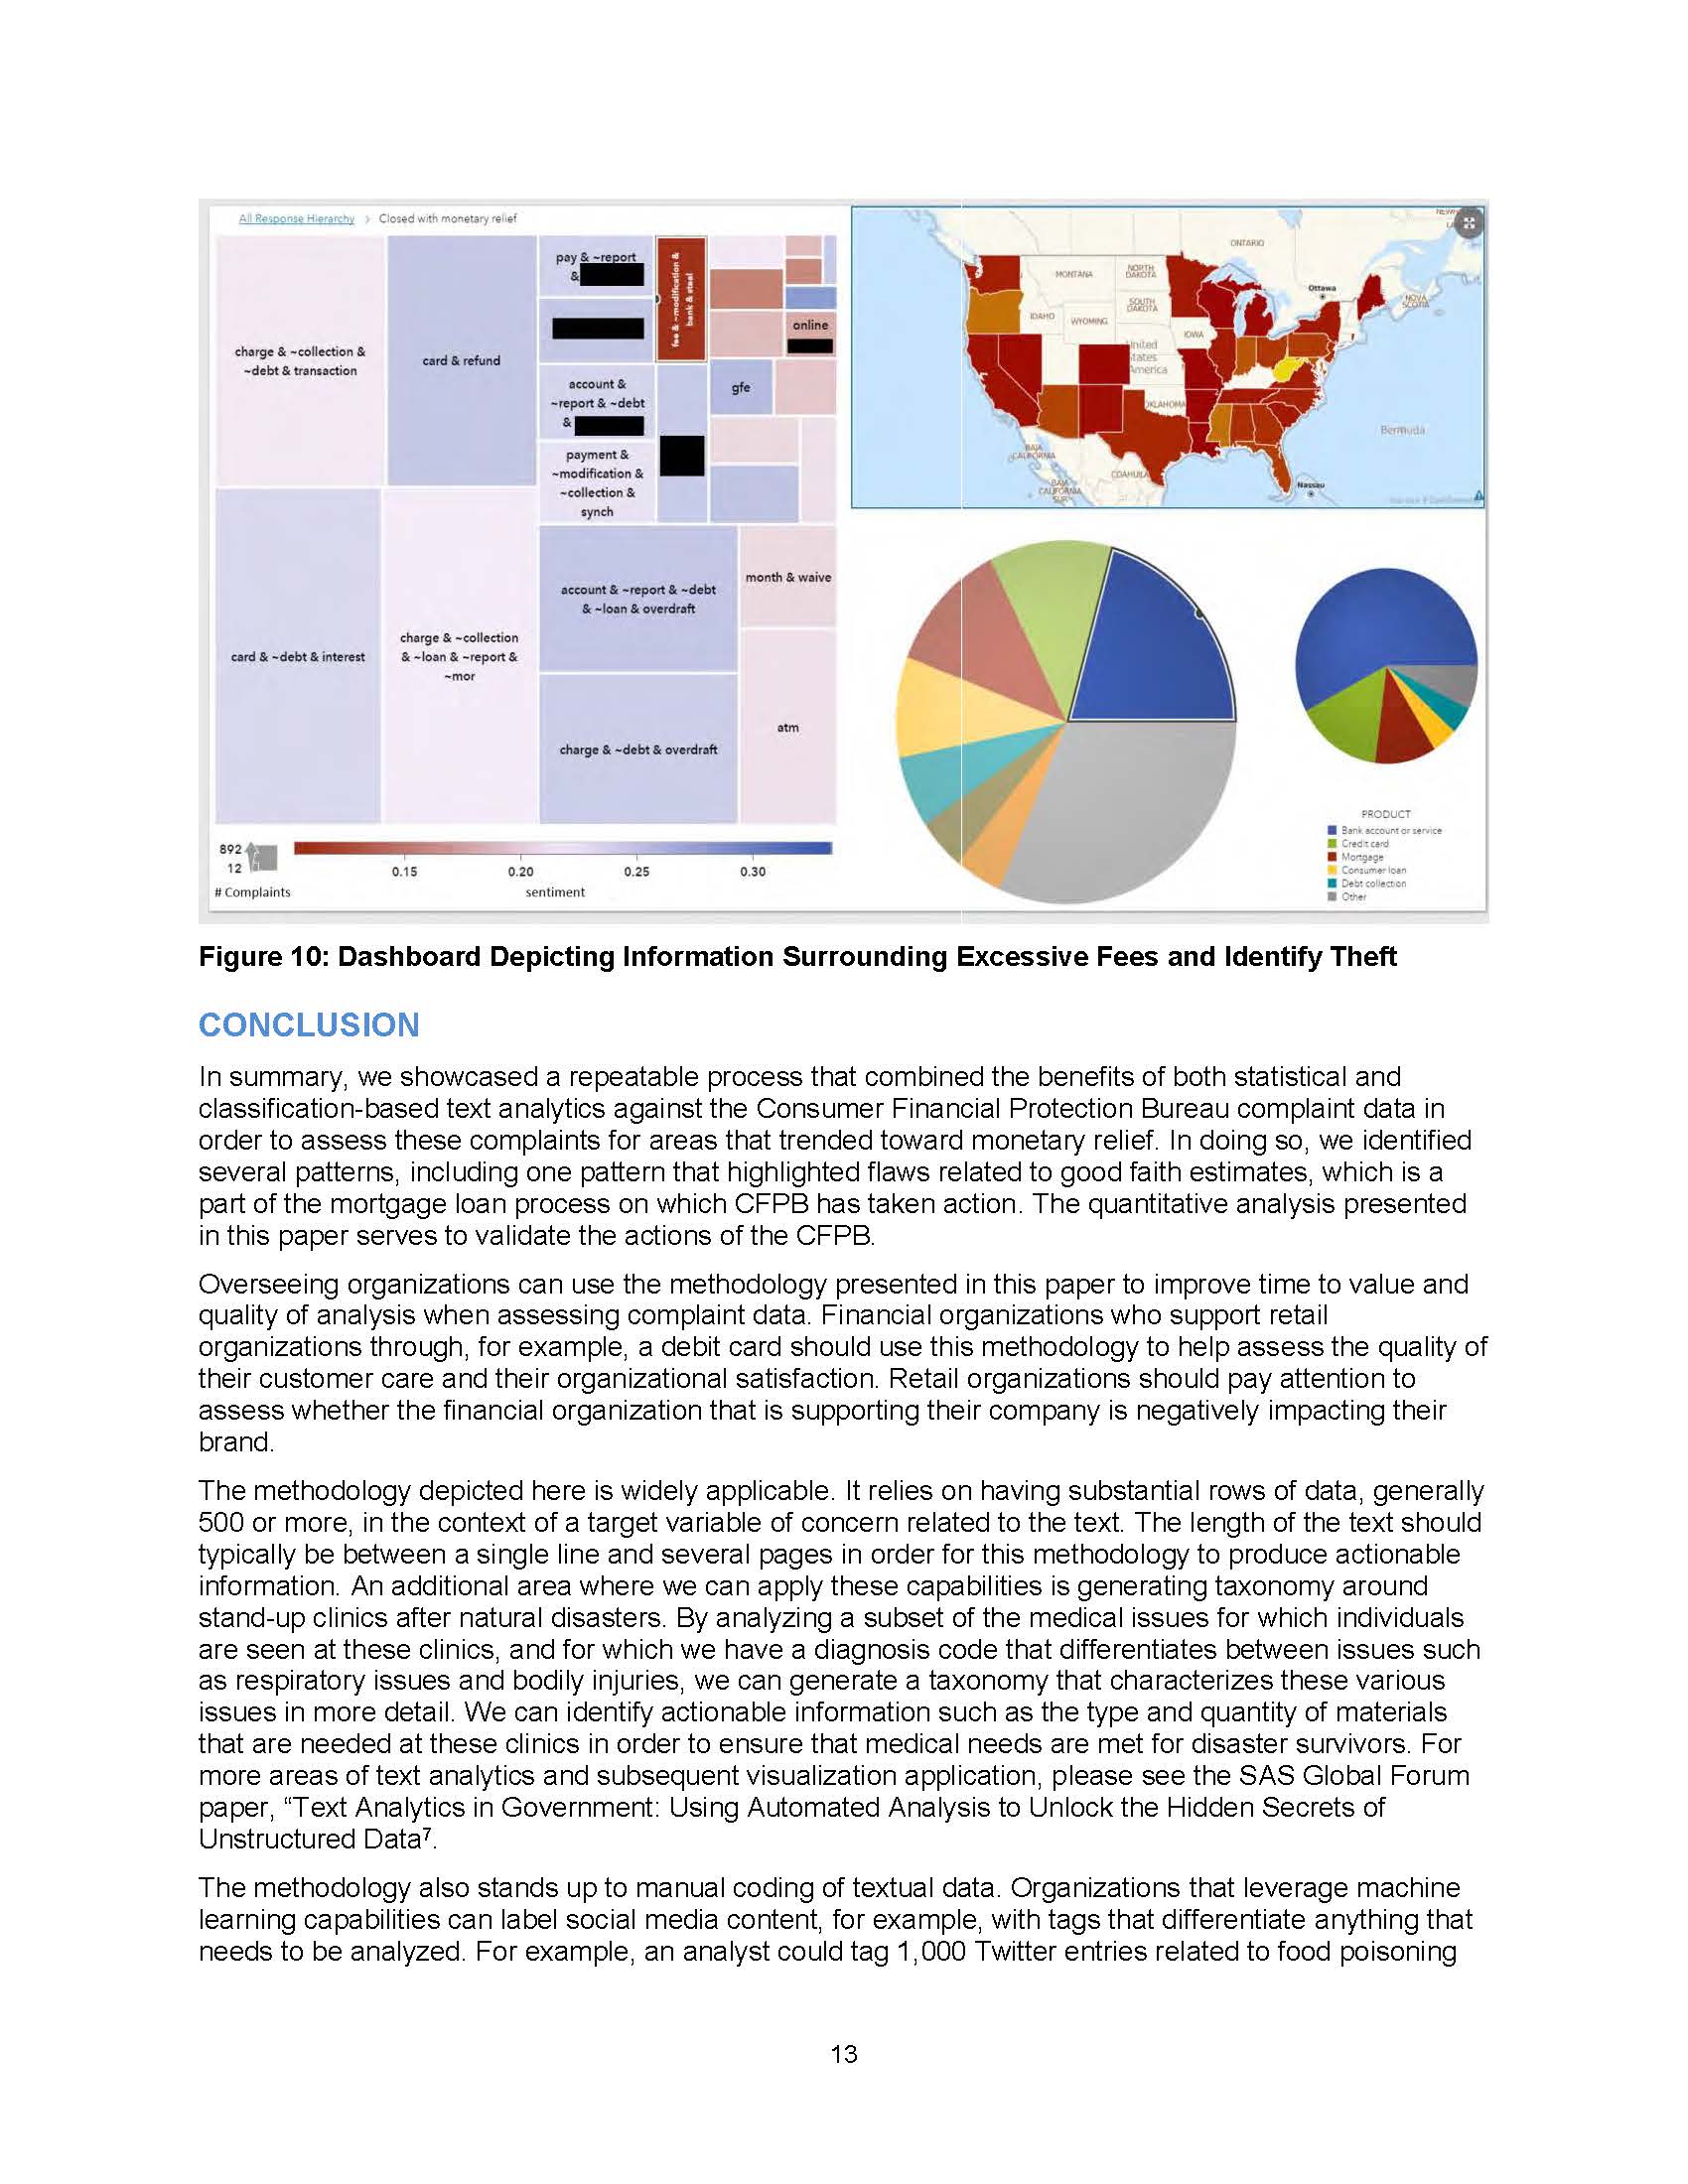 All Response Hierarchy > Closed with monetary relief
charge & ~collection &
~debt & transaction
card & refund
pay & ~report
&
fee & ~modification &
bank & steal
online
account &
~report & ~debt
&
gfe
payment &
~modification &
~collection &
synch
card & ~debt & interest
charge & ~collection
& ~loan & ~report &
~mor
account & ~report & ~debt
& ~loan & overdraft
month & waive
charge & ~debt & overdraft
atm
892
12
# Complaints
0.15
0.20
0.25
0.30
sentiment
ONTARIO
MONTANA
NORTH
DAKOTA
Ottawa
NOVA
SCOTIA
SOUTH
DAKOTA
IDAHO
WYOMING
IOWA
United
States
America
OKLAHOMA
Bermuda
BAJA
CALIFORNIA
COAHUILA
BAJA
CALIFORNIA
SUR
Nassau
PRODUCT
Bank account or service
Credit card
Mortgage
Consumer loan
Debt collection
Other
Figure 10: Dashboard Depicting Information Surrounding Excessive Fees and Identify Theft
CONCLUSION
In summary, we showcased a repeatable process that combined the benefits of both statistical and
classification-based text analytics against the Consumer Financial Protection Bureau complaint data in
order to assess these complaints for areas that trended toward monetary relief. In doing so, we identified
several patterns, including one pattern that highlighted flaws related to good faith estimates, which is a
part of the mortgage loan process on which CFPB has taken action. The quantitative analysis presented
in this paper serves to validate the actions of the CFPB.
Overseeing organizations can use the methodology presented in this paper to improve time to value and
quality of analysis when assessing complaint data. Financial organizations who support retail
organizations through, for example, a debit card should use this methodology to help assess the quality of
their customer care and their organizational satisfaction. Retail organizations should pay attention to
assess whether the financial organization that is supporting their company is negatively impacting their
brand.
The methodology depicted here is widely applicable. It relies on having substantial rows of data, generally
500 or more, in the context of a target variable of concern related to the text. The length of the text should
typically be between a single line and several pages in order for this methodology to produce actionable
information. An additional area where we can apply these capabilities is generating taxonomy around
stand-up clinics after natural disasters. By analyzing a subset of the medical issues for which individuals
are seen at these clinics, and for which we have a diagnosis code that differentiates between issues such
as respiratory issues and bodily injuries, we can generate a taxonomy that characterizes these various
issues in more detail. We can identify actionable information such as the type and quantity of materials
that are needed at these clinics in order to ensure that medical needs are met for disaster survivors. For
more areas of text analytics and subsequent visualization application, please see the SAS Global Forum
paper, “Text Analytics in Government: Using Automated Analysis to Unlock the Hidden Secrets of
Unstructured Data⁷.
The methodology also stands up to manual coding of textual data. Organizations that leverage machine
learning capabilities can label social media content, for example, with tags that differentiate anything that
needs to be analyzed. For example, an analyst could tag 1,000 Twitter entries related to food poisoning
13